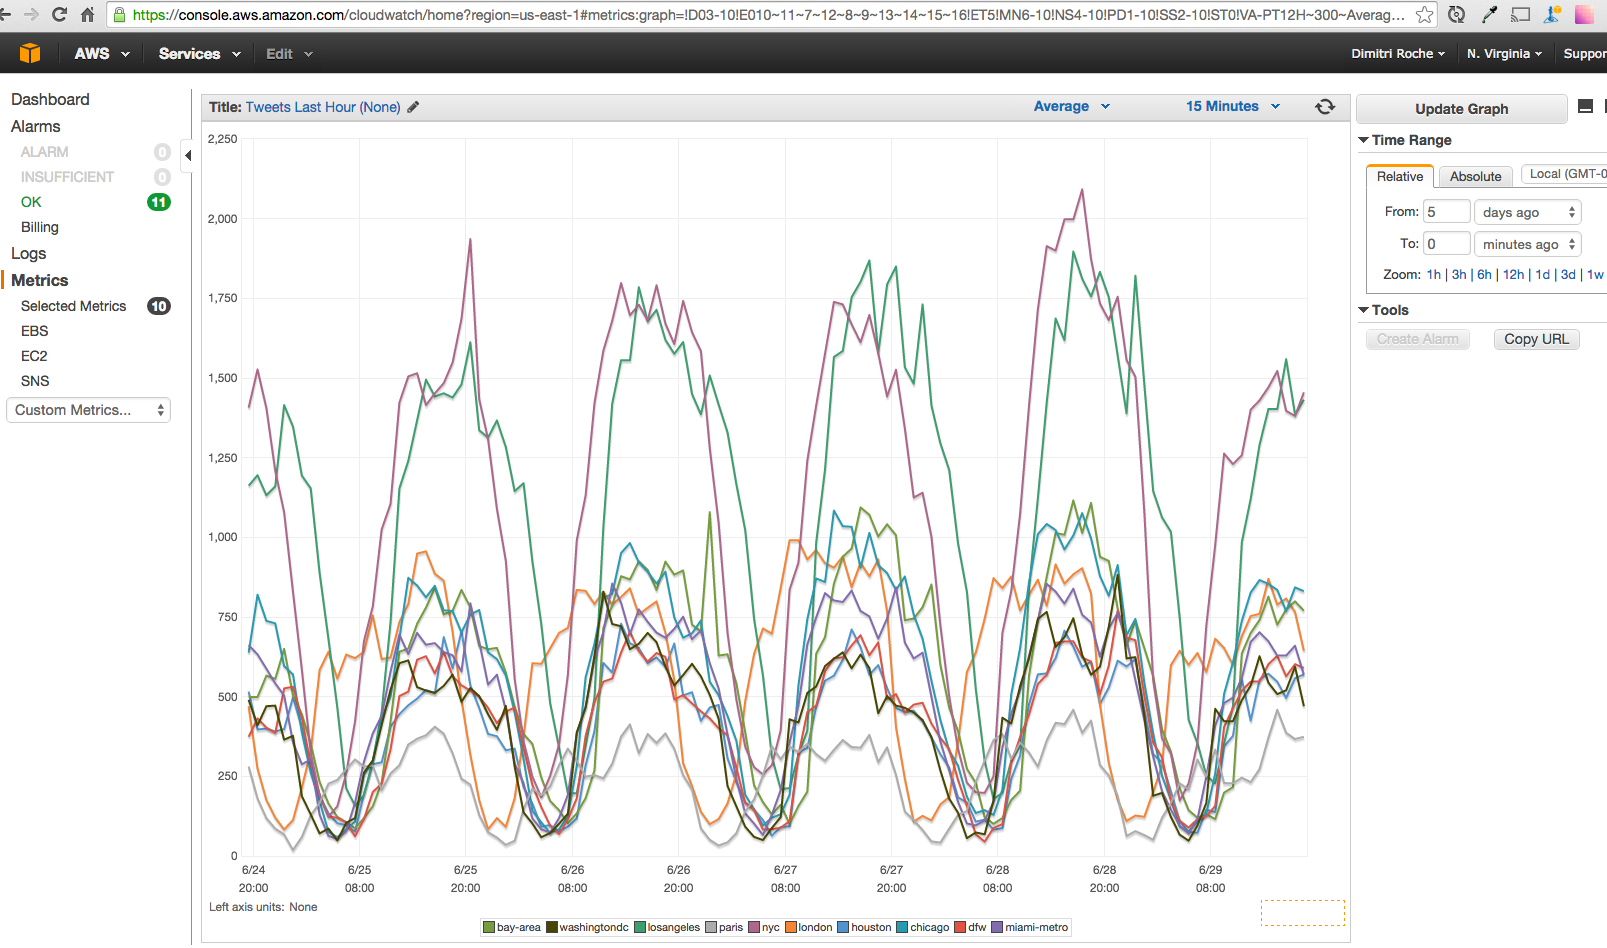 https://console.aws.amazon.com/cloudwatch/home?region=us-east-1#metrics:graph=!D03-10!E010~11~7~12~8~9~13~14~15~16!ET5!MN6-10!NS4-10!PD1-10!SS2-10!ST0!VA-PT12H~300~Averag...
AWS Services Edit Dimitri Roche N. Virginia Suppor
Dashboard
Alarms
ALARM 0
INSUFFICIENT 0
OK 11
Billing
Logs
Metrics
Selected Metrics 10
EBS
EC2
SNS
Custom Metrics...
Title: Tweets Last Hour (None) Average 15 Minutes
2,250
2,000
1,750
1,500
1,250
1,000
750
500
250
0
6/24 6/25 6/25 6/26 6/26 6/27 6/27 6/28 6/28 6/29
20:00 08:00 20:00 08:00 20:00 08:00 20:00 08:00 20:00 08:00
Left axis units: None
bay-area washingtondc losangeles paris nyc london houston chicago dfw miami-metro
Update Graph
Time Range
Relative Absolute Local (GMT-0
From: 5 days ago
To: 0 minutes ago
Zoom: 1h | 3h | 6h | 12h | 1d | 3d | 1w
Tools
Create Alarm Copy URL